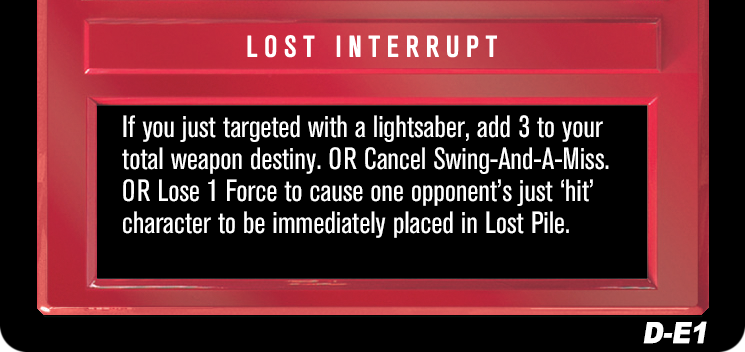 LOST INTERRUPT
If you just targeted with a lightsaber, add 3 to your
total weapon destiny. OR Cancel Swing-And-A-Miss.
OR Lose 1 Force to cause one opponent’s just ‘hit’
character to be immediately placed in Lost Pile.
D-E1